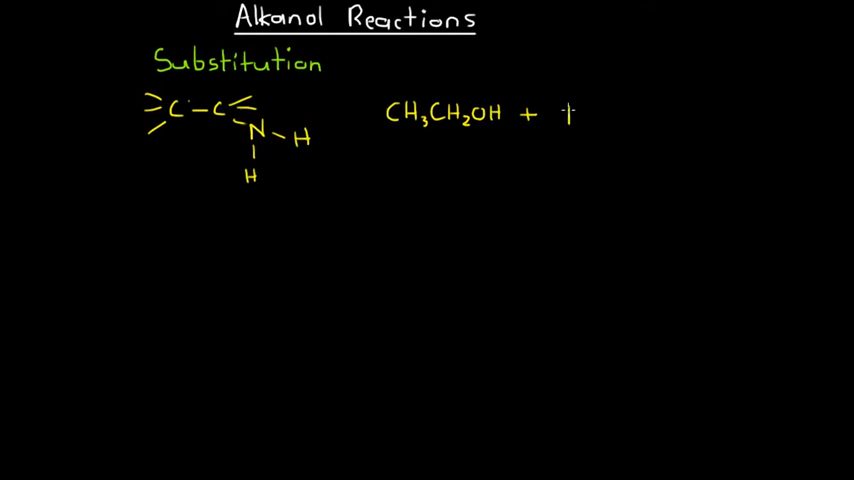 Alkanol Reactions
Substitution
C - C CH₃CH₂OH +
N - H
H